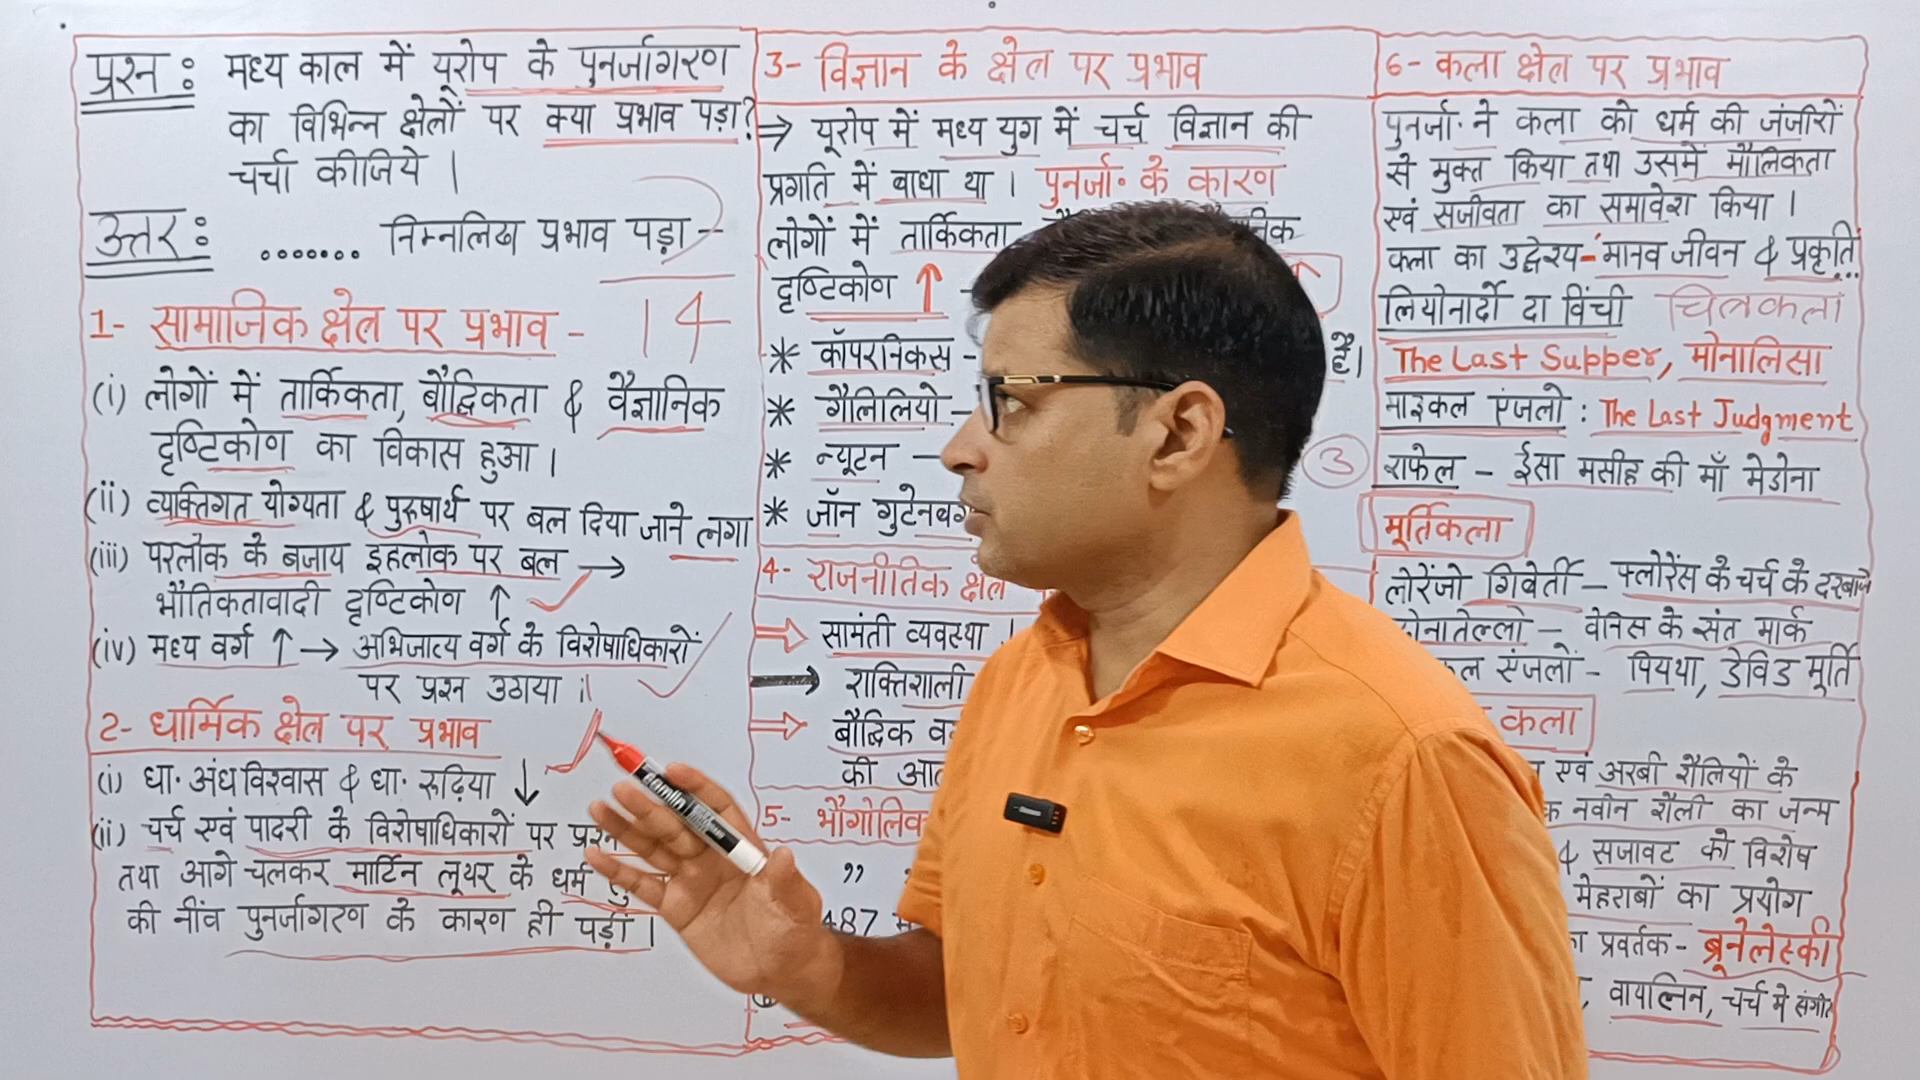 प्रश्न : मध्य काल में यूरोप के पुनर्जागरण
का विभिन्न क्षेत्रों पर क्या प्रभाव पड़ा?
चर्चा कीजिये ।
उत्तर : ....... निम्नलिख प्रभाव पड़ा -
14
1- सामाजिक क्षेत्र पर प्रभाव -
(i) लोगों में तार्किकता, बौद्धिकता & वैज्ञानिक
दृष्टिकोण का विकास हुआ ।
(ii) व्यक्तिगत योग्यता & पुरुषार्थ पर बल दिया जाने लगा
(iii) परलोक के बजाय इहलोक पर बल →
भौतिकतावादी दृष्टिकोण ↑
(iv) मध्य वर्ग ↑ → अभिजात्य वर्ग के विशेषाधिकारों
पर प्रश्न उठाया ।
2- धार्मिक क्षेत्र पर प्रभाव
(i) धा॰ अंधविश्वास & धा॰ रूढ़िया ↓
(ii) चर्च एवं पादरी के विशेषाधिकारों पर
तथा आगे चलकर मार्टिन लूथर के धर्म
की नींव पुनर्जागरण के कारण ही पड़ी ।
3- विज्ञान के क्षेत्र पर प्रभाव
⇒ यूरोप में मध्य युग में चर्च विज्ञान की
प्रगति में बाधा था । पुनर्जा॰ के कारण
लोगों में तार्किकता
दृष्टिकोण ↑ -
* कॉपरनिकस - है।
* गैलिलियो -
* न्यूटन - 3
* जॉन गुटेनबर्ग
4- राजनीतिक क्षेत्र
⇒ सामंती व्यवस्था
→ शक्तिशाली
⇒ बौद्धिक
की
5- भौगोलिक
"
487
6- कला क्षेत्र पर प्रभाव
पुनर्जा॰ ने कला को धर्म की जंजीरों
से मुक्त किया तथा उसमें मौलिकता
एवं सजीवता का समावेश किया ।
कला का उद्देश्य - मानव जीवन & प्रकृति...
लियोनार्दो दा विंची चित्रकला
The Last Supper, मोनालिसा
माइकल एंजलो : The Last Judgment
राफेल - ईसा मसीह की माँ मेडोना
मूर्तिकला
लोरेंजो गिबेर्ती - फ्लोरेंस के चर्च के दरवाजे
वेनिस के संत मार्क
एंजलों - पियथा, डेविड मूर्ति
कला
एवं अरबी शैलियों के
नवीन शैली का जन्म
& सजावट को विशेष
मेहराबों का प्रयोग
प्रवर्तक - ब्रूनेलेस्की
, वायलिन, चर्च में संगीत